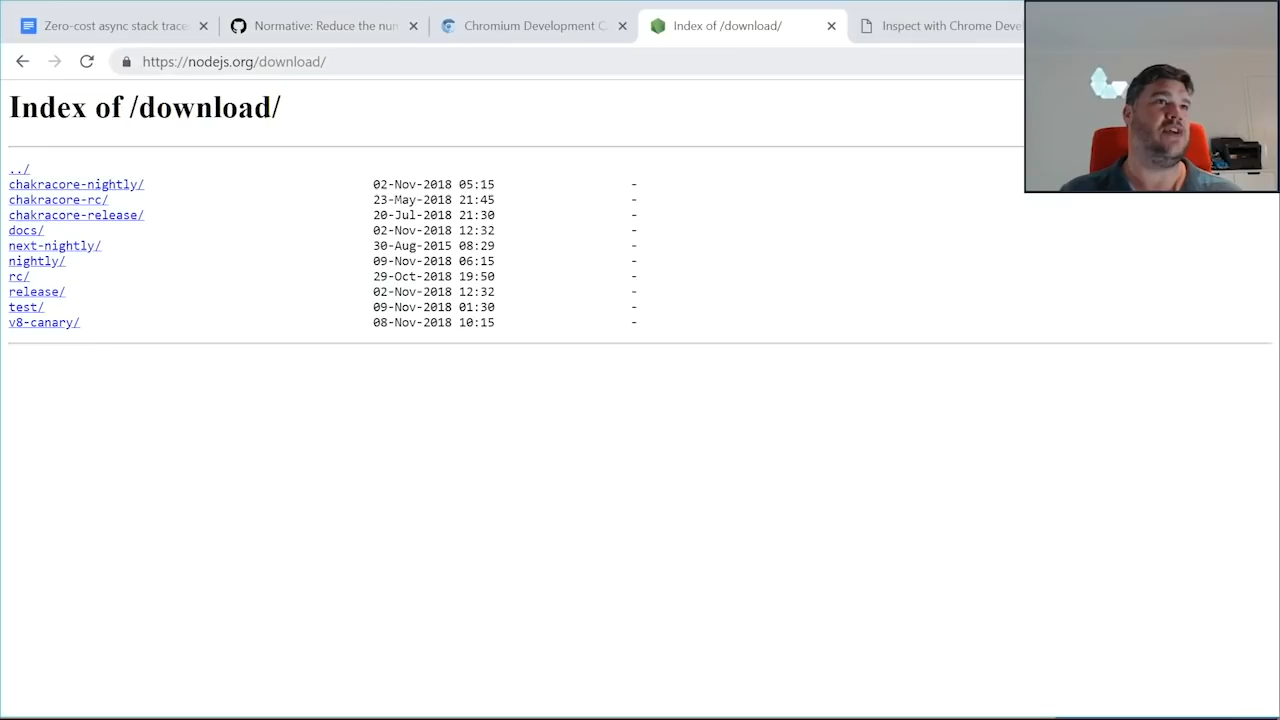 Zero-cost async stack trace
Normative: Reduce the num
Chromium Development C
Index of /download/
Inspect with Chrome Deve
https://nodejs.org/download/
Index of /download/
../
chakracore-nightly/ 02-Nov-2018 05:15 -
chakracore-rc/ 23-May-2018 21:45 -
chakracore-release/ 20-Jul-2018 21:30 -
docs/ 02-Nov-2018 12:32 -
next-nightly/ 30-Aug-2015 08:29 -
nightly/ 09-Nov-2018 06:15 -
rc/ 29-Oct-2018 19:50 -
release/ 02-Nov-2018 12:32 -
test/ 09-Nov-2018 01:30 -
v8-canary/ 08-Nov-2018 10:15 -